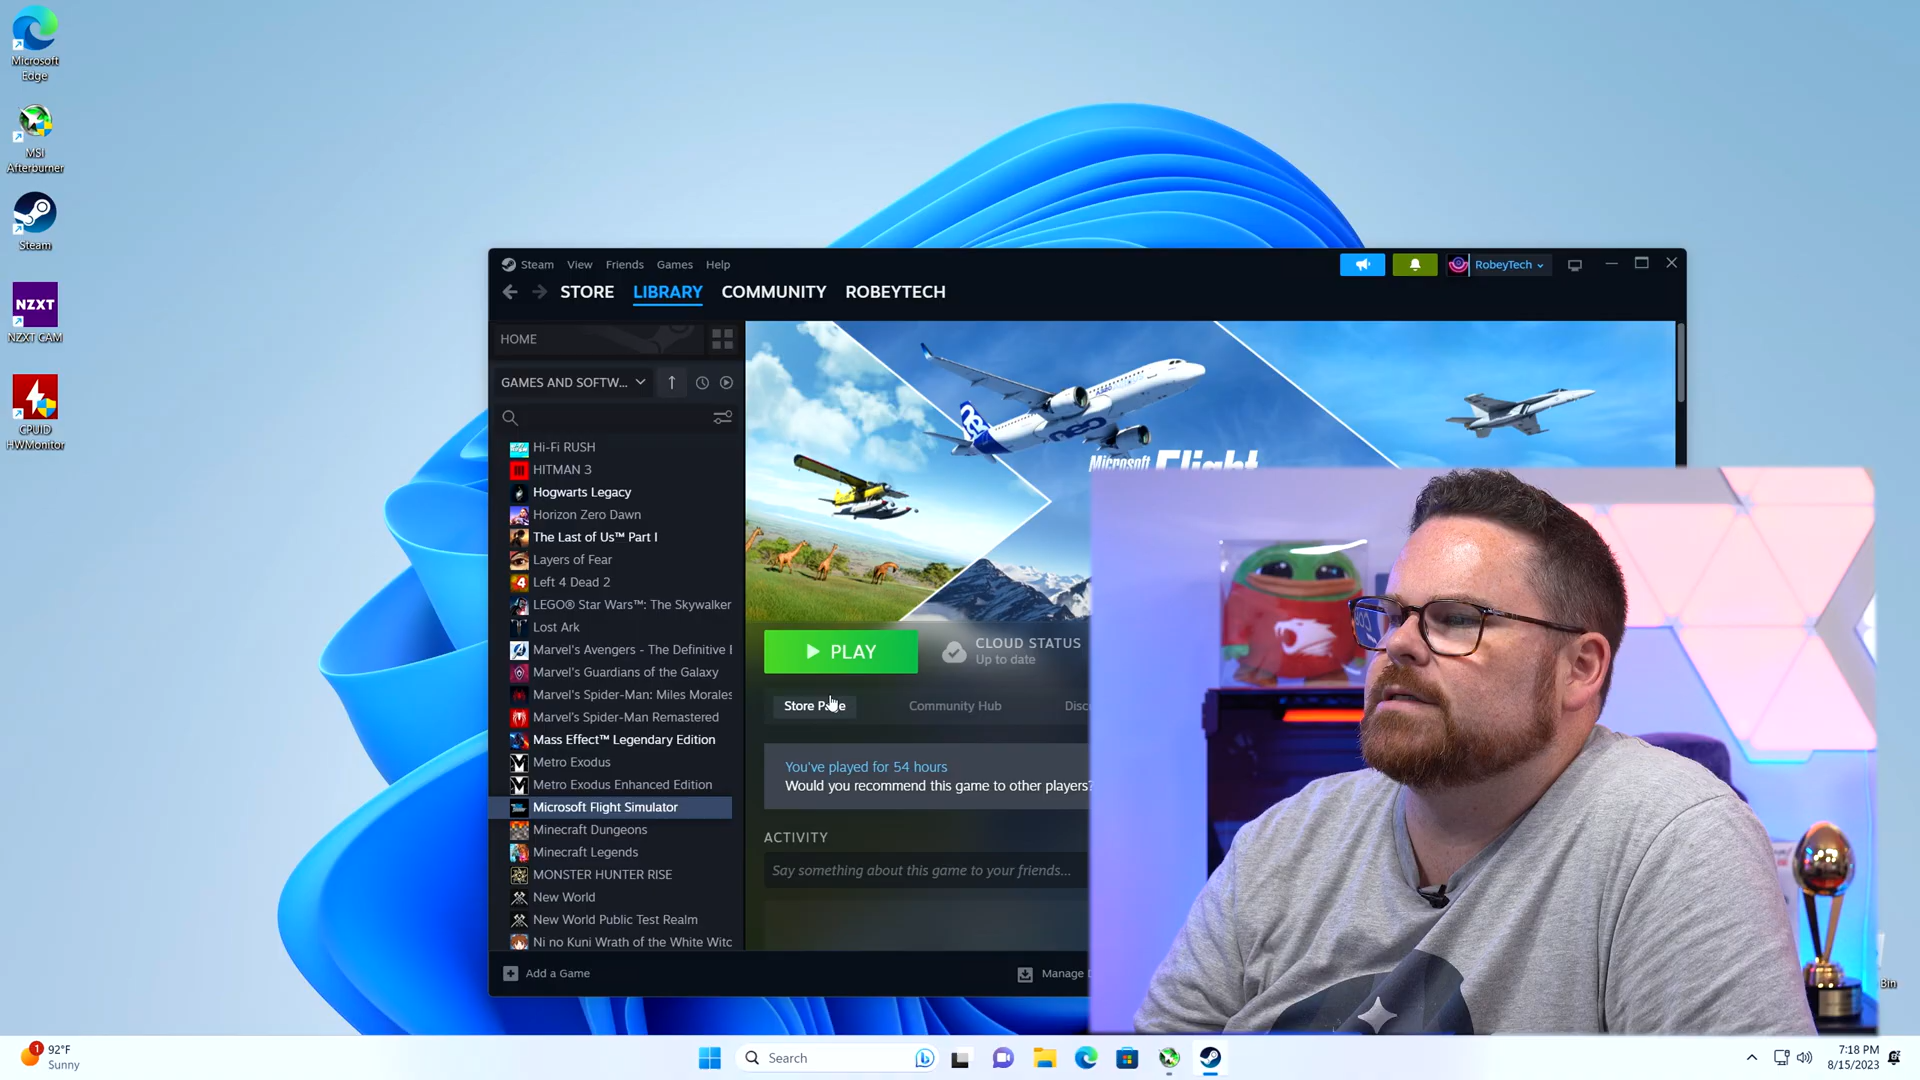 Microsoft
Edge
MSI
Afterburner
Steam
NZXT
NZXT CAM
CPUID
HWMonitor
Steam View Friends Games Help
RobeyTech
STORE LIBRARY COMMUNITY ROBEYTECH
HOME
GAMES AND SOFTW...
Hi-Fi RUSH
HITMAN 3
Hogwarts Legacy
Horizon Zero Dawn
The Last of Us™ Part I
Layers of Fear
Left 4 Dead 2
LEGO® Star Wars™: The Skywalker
Lost Ark
Marvel's Avengers - The Definitive
Marvel's Guardians of the Galaxy
Marvel's Spider-Man: Miles Morales
Marvel's Spider-Man Remastered
Mass Effect™ Legendary Edition
Metro Exodus
Metro Exodus Enhanced Edition
Microsoft Flight Simulator
Minecraft Dungeons
Minecraft Legends
MONSTER HUNTER RISE
New World
New World Public Test Realm
Ni no Kuni Wrath of the White Witc
Add a Game
neo
Microsoft Flight
PLAY
CLOUD STATUS
Up to date
Store Page Community Hub Disc
You've played for 54 hours
Would you recommend this game to other players?
ACTIVITY
Say something about this game to your friends...
Manage
Bin
1
92°F
Sunny
Search
7:18 PM
8/15/2023